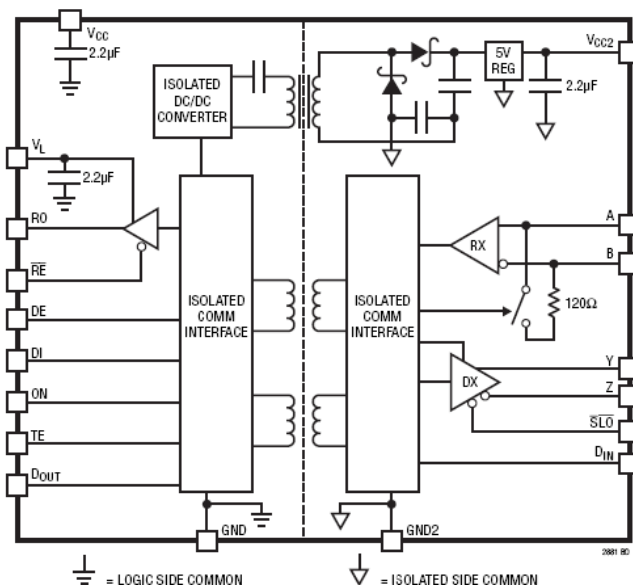 VCC
2.2µF
ISOLATED
DC/DC
CONVERTER
5V
REG
VCC2
2.2µF
VL
2.2µF
RO
R̅E̅
DE
DI
ON
TE
DOUT
ISOLATED
COMM
INTERFACE
ISOLATED
COMM
INTERFACE
RX
A
B
120Ω
DX
Y
Z
S̅L̅O̅
DIN
GND
GND2
2881 BD
= LOGIC SIDE COMMON
= ISOLATED SIDE COMMON